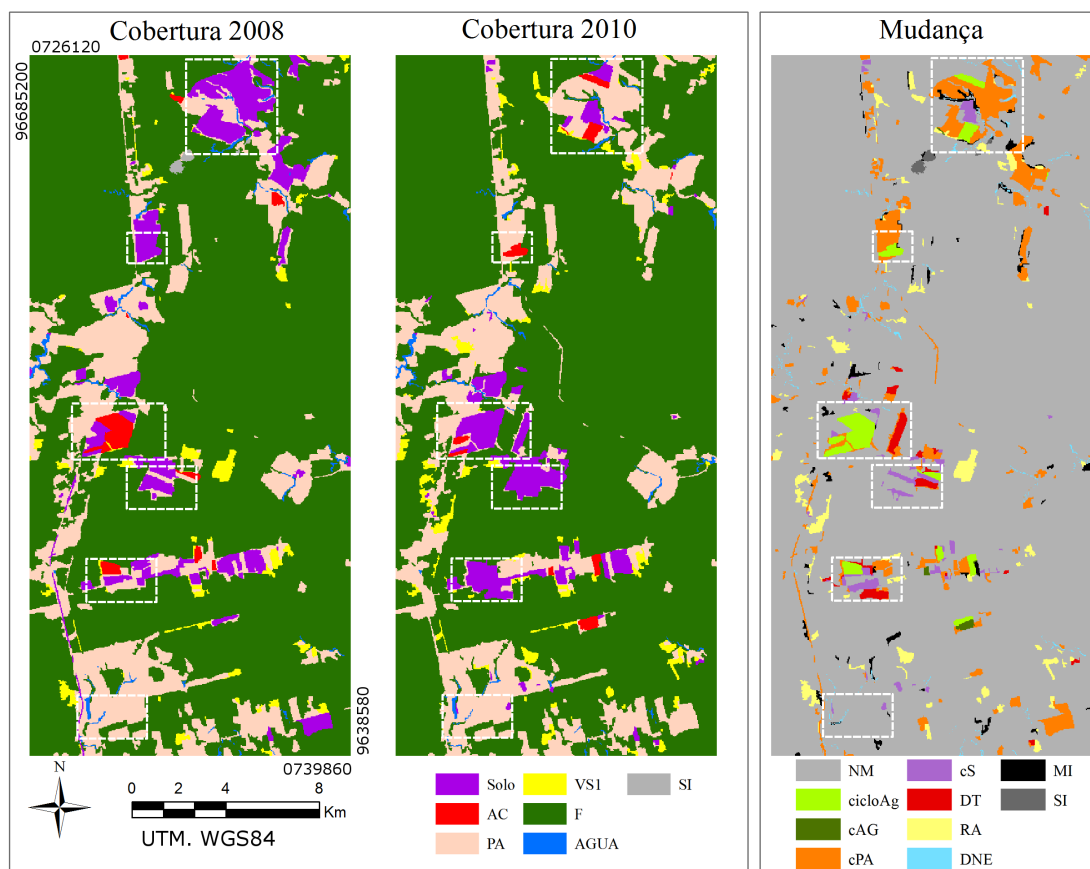 Cobertura 2008
Cobertura 2010
Mudança
0726120
9685200
9638580
0739860
N
0 2 4 8
Km
UTM. WGS84
Solo VS1 SI
AC F
PA AGUA
NM cS MI
cicloAg DT SI
cAG RA
cPA DNE